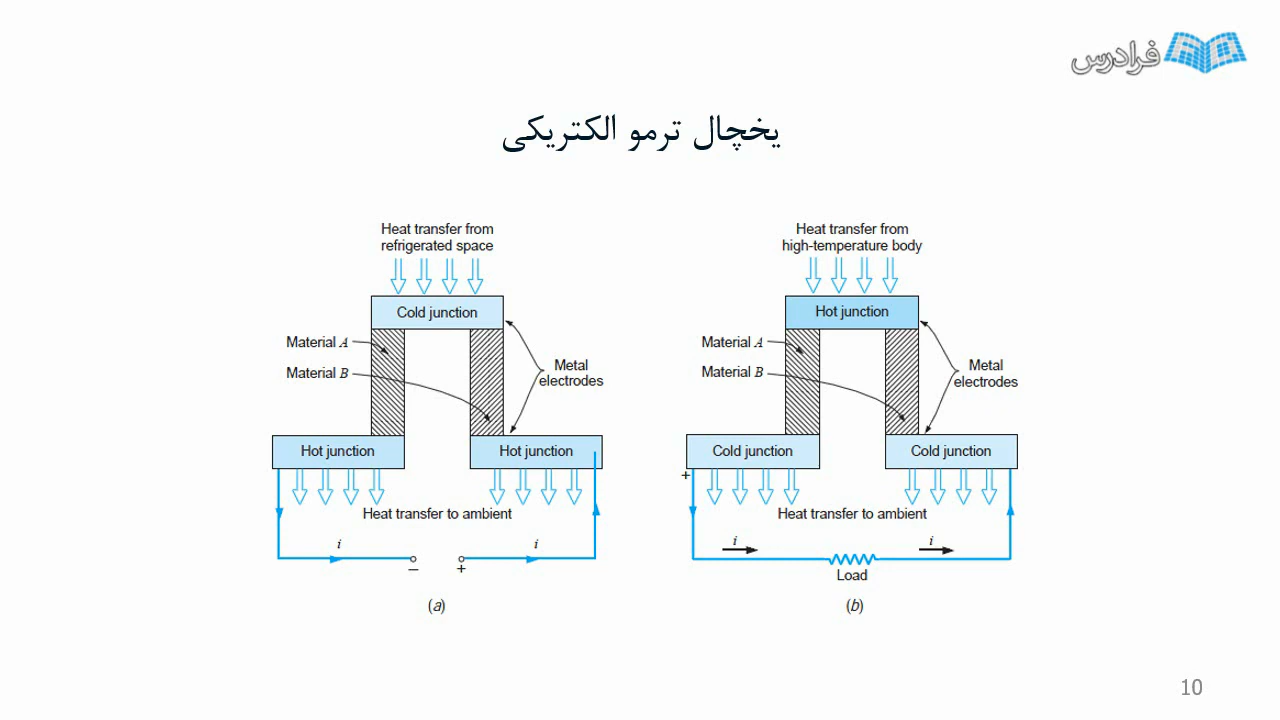 فرادرس
یخچال ترمو الکتریکی
Heat transfer from
refrigerated space
Cold junction
Material A
Material B
Metal
electrodes
Hot junction
Hot junction
Heat transfer to ambient
i
i
−
+
(a)
Heat transfer from
high-temperature body
Hot junction
Material A
Material B
Metal
electrodes
Cold junction
Cold junction
+
Heat transfer to ambient
i
i
Load
(b)
10